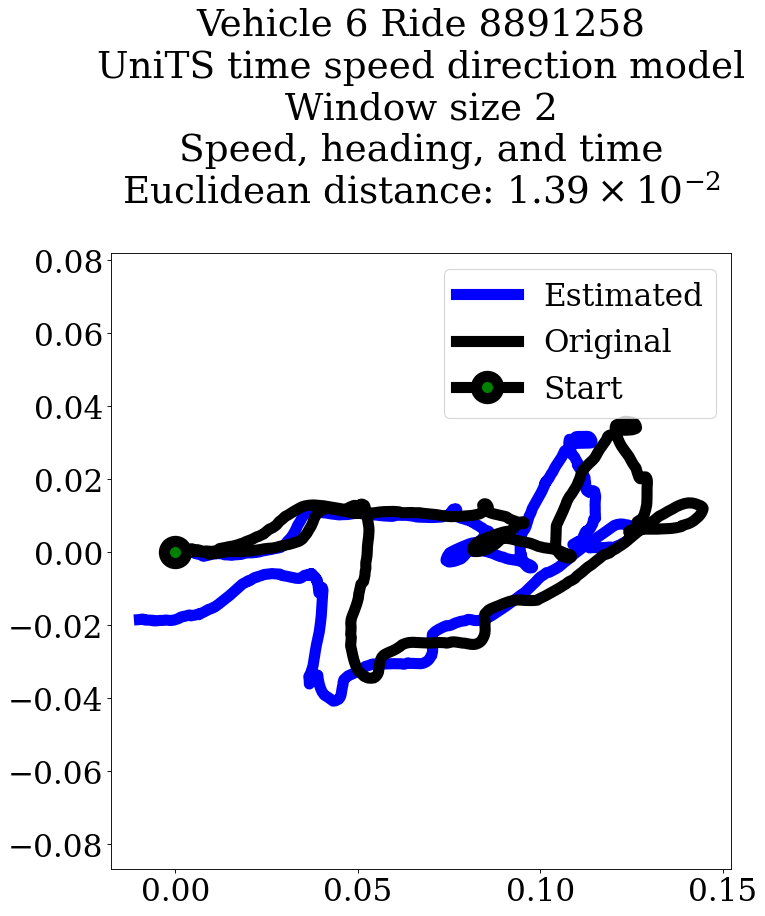 Vehicle 6 Ride 8891258
UniTS time speed direction model
Window size 2
Speed, heading, and time
Euclidean distance: 1.39 × 10⁻²
Estimated
Original
Start
0.08
0.06
0.04
0.02
0.00
−0.02
−0.04
−0.06
−0.08
0.00 0.05 0.10 0.15